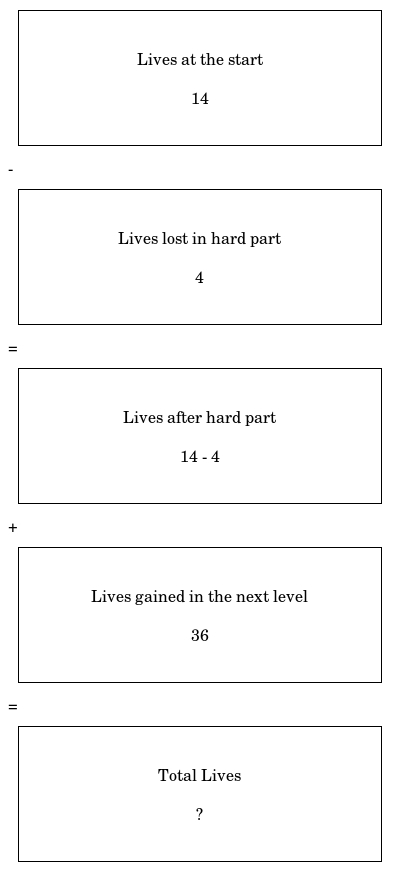 Lives at the start
14
-
Lives lost in hard part
4
=
Lives after hard part
14 - 4
+
Lives gained in the next level
36
=
Total Lives
?